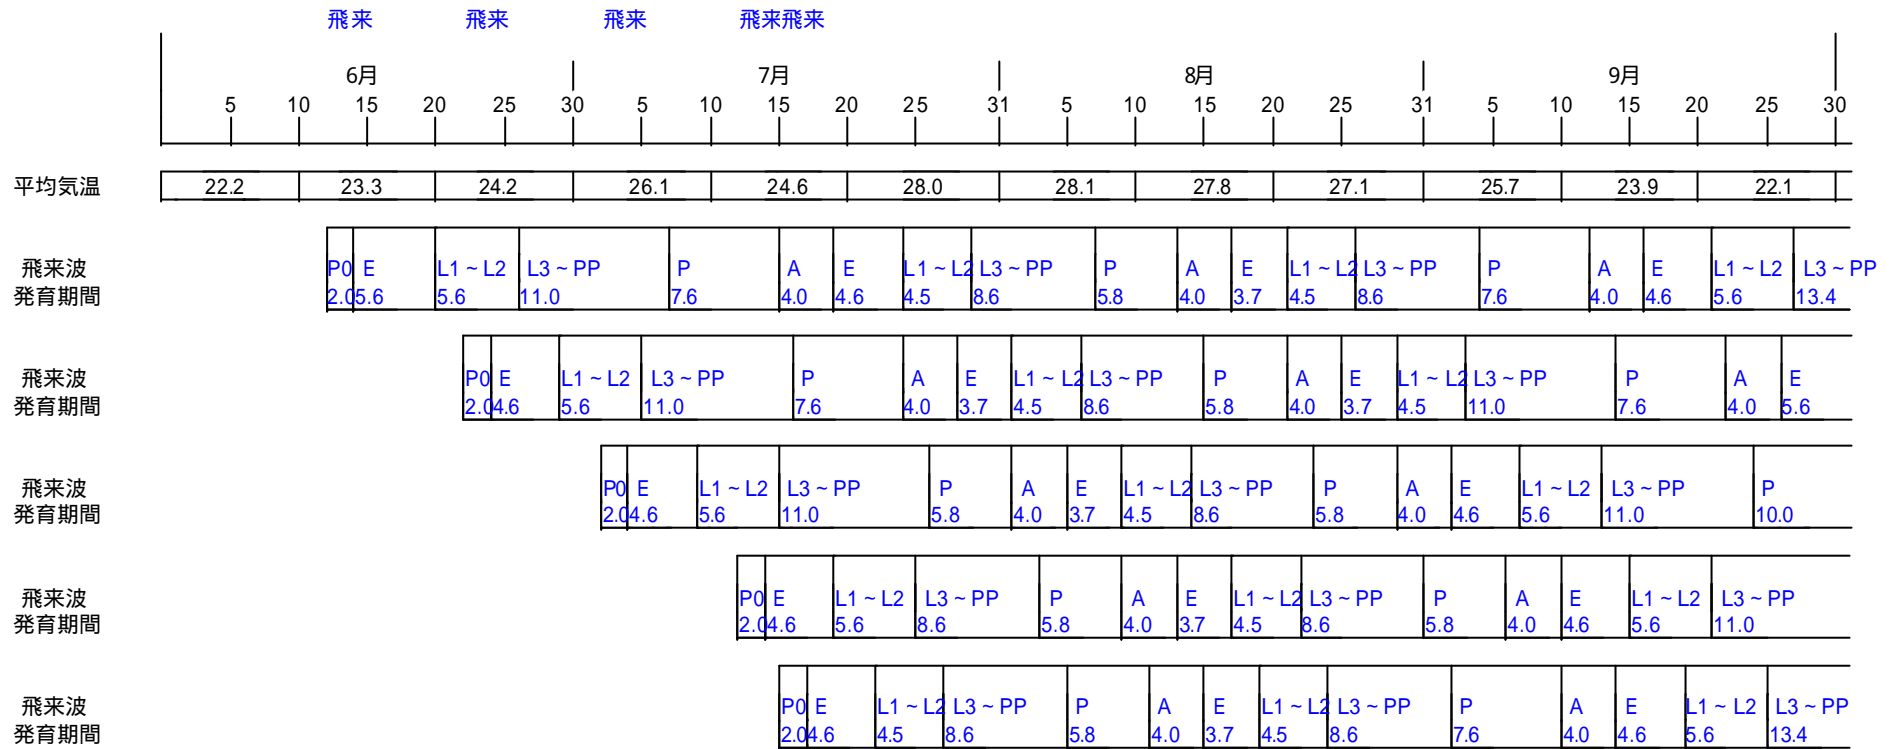 飛来 飛来 飛来 飛来飛来
6月 7月 8月 9月
5 10 15 20 25 30 5 10 15 20 25 31 5 10 15 20 25 31 5 10 15 20 25 30
平均気温 22.2 23.3 24.2 26.1 24.6 28.0 28.1 27.8 27.1 25.7 23.9 22.1
飛来波 P0 E L1 ~ L2 L3 ~ PP P A E L1 ~ L2 L3 ~ PP P A E L1 ~ L2 L3 ~ PP P A E L1 ~ L2 L3 ~ PP
発育期間 2.0 5.6 5.6 11.0 7.6 4.0 4.6 4.5 8.6 5.8 4.0 3.7 4.5 8.6 7.6 4.0 4.6 5.6 13.4
飛来波 P0 E L1 ~ L2 L3 ~ PP P A E L1 ~ L2 L3 ~ PP P A E L1 ~ L2 L3 ~ PP P A E
発育期間 2.0 4.6 5.6 11.0 7.6 4.0 3.7 4.5 8.6 5.8 4.0 3.7 4.5 11.0 7.6 4.0 5.6
飛来波 P0 E L1 ~ L2 L3 ~ PP P A E L1 ~ L2 L3 ~ PP P A E L1 ~ L2 L3 ~ PP P
発育期間 2.0 4.6 5.6 11.0 5.8 4.0 3.7 4.5 8.6 5.8 4.0 4.6 5.6 11.0 10.0
飛来波 P0 E L1 ~ L2 L3 ~ PP P A E L1 ~ L2 L3 ~ PP P A E L1 ~ L2 L3 ~ PP
発育期間 2.0 4.6 5.6 8.6 5.8 4.0 3.7 4.5 8.6 5.8 4.0 4.6 5.6 11.0
飛来波 P0 E L1 ~ L2 L3 ~ PP P A E L1 ~ L2 L3 ~ PP P A E L1 ~ L2 L3 ~ PP
発育期間 2.0 4.6 4.5 8.6 5.8 4.0 3.7 4.5 8.6 7.6 4.0 4.6 5.6 13.4